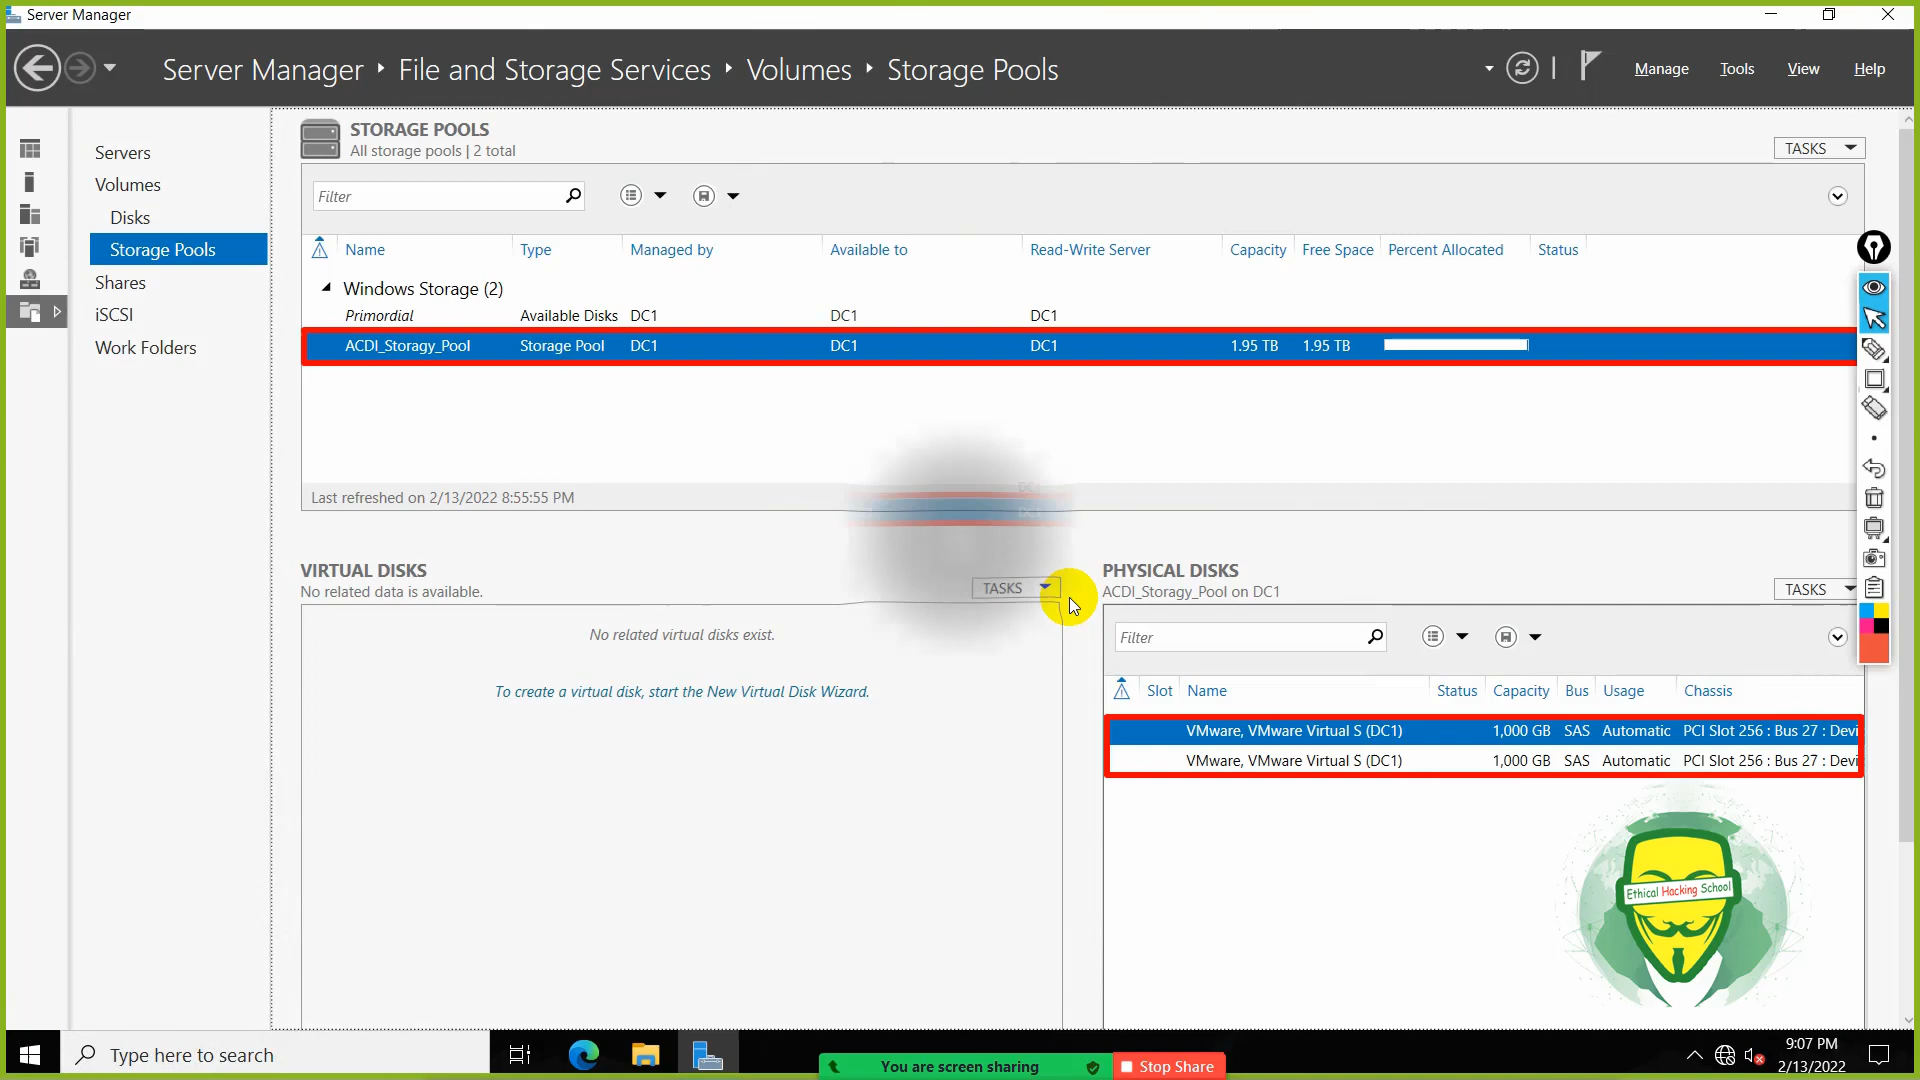 Server Manager
Server Manager ‣ File and Storage Services ‣ Volumes ‣ Storage Pools
Manage Tools View Help
Servers
Volumes
Disks
Storage Pools
Shares
iSCSI
Work Folders
STORAGE POOLS
All storage pools | 2 total
TASKS
Filter
Name Type Managed by Available to Read-Write Server Capacity Free Space Percent Allocated Status
Windows Storage (2)
Primordial Available Disks DC1 DC1 DC1
ACDI_Storagy_Pool Storage Pool DC1 DC1 DC1 1.95 TB 1.95 TB
Last refreshed on 2/13/2022 8:55:55 PM
VIRTUAL DISKS
No related data is available.
TASKS
No related virtual disks exist.
To create a virtual disk, start the New Virtual Disk Wizard.
PHYSICAL DISKS
ACDI_Storagy_Pool on DC1
TASKS
Filter
Slot Name Status Capacity Bus Usage Chassis
VMware, VMware Virtual S (DC1) 1,000 GB SAS Automatic PCI Slot 256 : Bus 27 : Devi
VMware, VMware Virtual S (DC1) 1,000 GB SAS Automatic PCI Slot 256 : Bus 27 : Devi
Ethical Hacking School
Type here to search
You are screen sharing
Stop Share
9:07 PM
2/13/2022